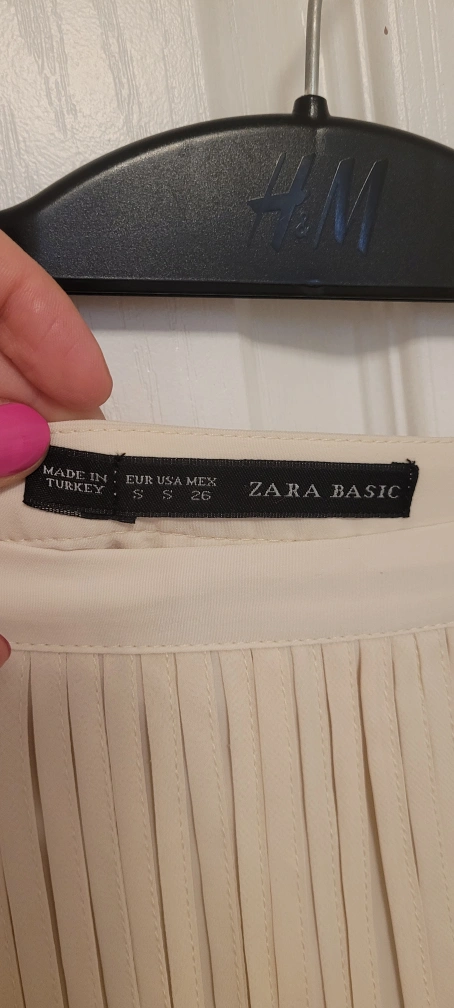 H&M
MADE IN
TURKEY
EUR USA MEX
S S 26
ZARA BASIC